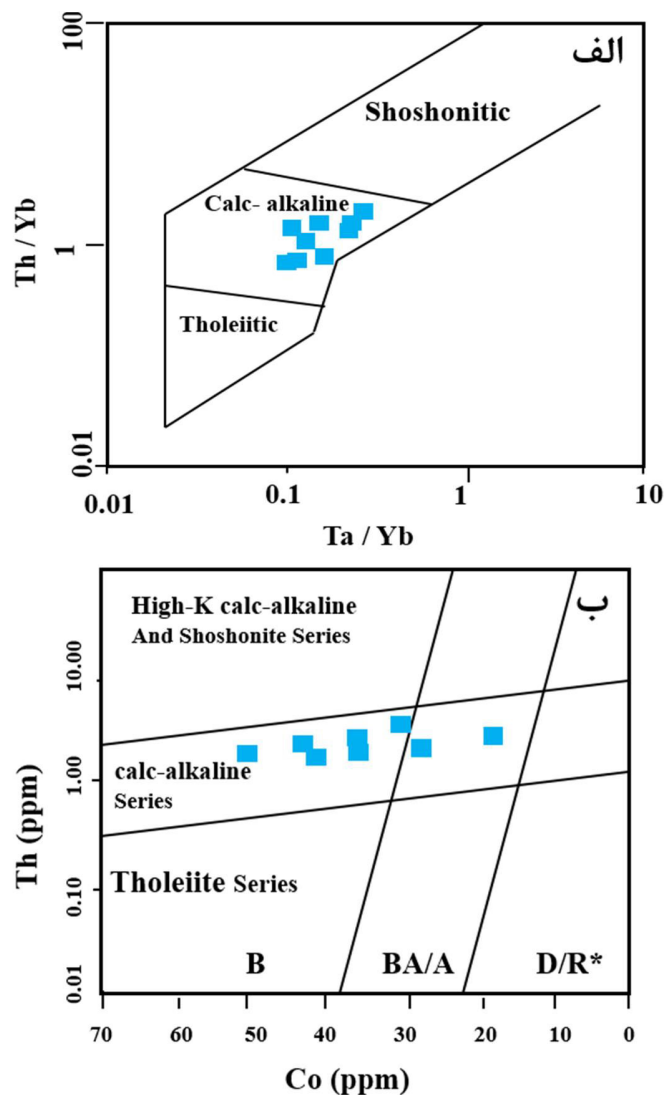 100
الف
Shoshonitic
Calc- alkaline
Th / Yb
1
Tholeiitic
0.01
0.01
0.1
1
10
Ta / Yb
High-K calc-alkaline
And Shoshonite Series
ب
10.00
calc-alkaline
Series
1.00
Th (ppm)
Tholeiite Series
0.10
B
BA/A
D/R*
0.01
70
60
50
40
30
20
10
0
Co (ppm)